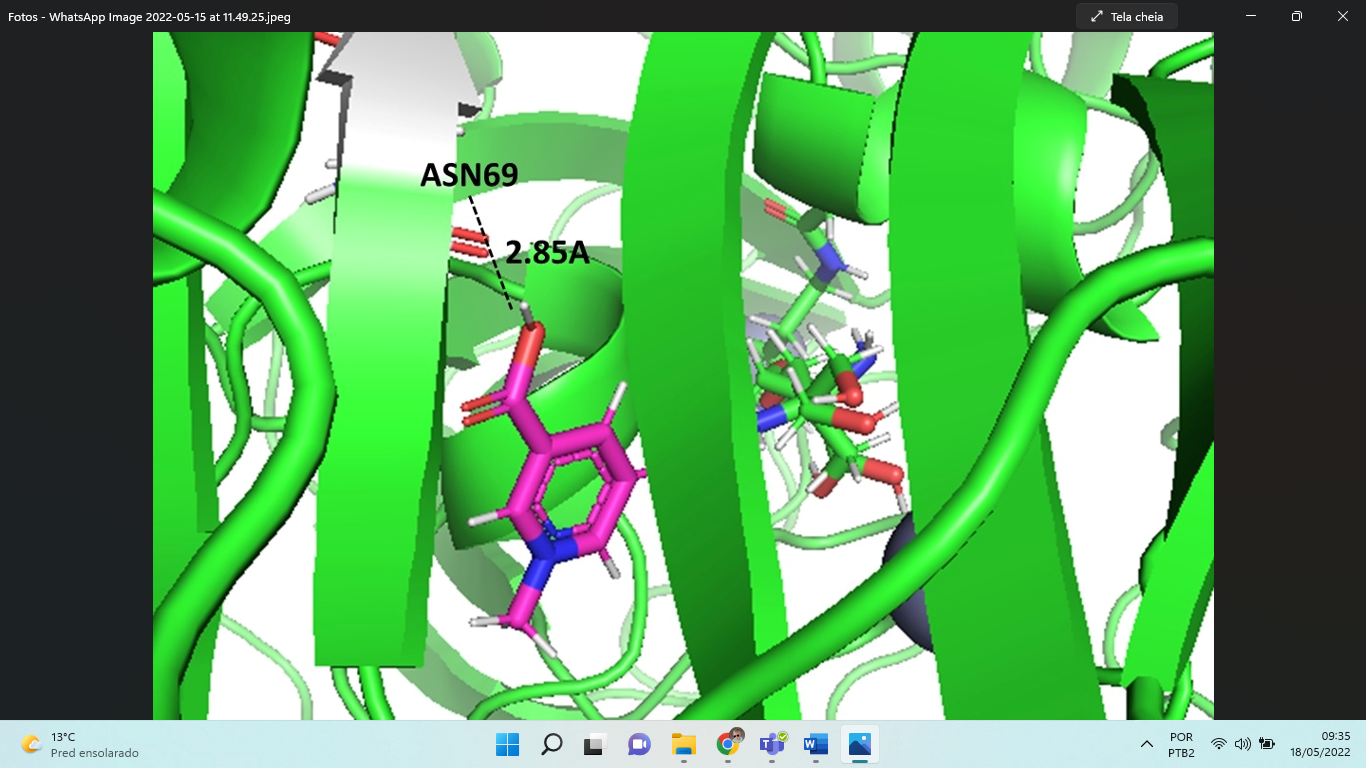 Fotos - WhatsApp Image 2022-05-15 at 11.49.25.jpeg
Tela cheia
ASN69
2.85A
13°C
Pred ensolarado
POR
PTB2
09:35
18/05/2022